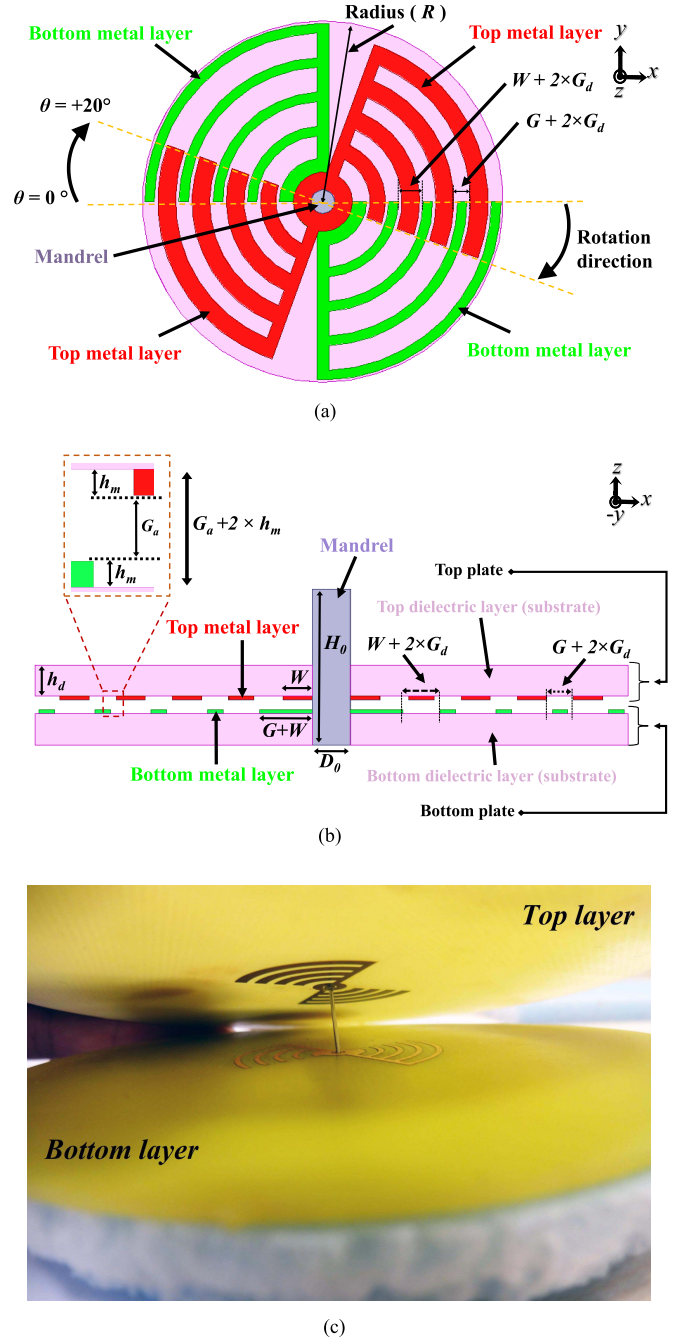 Radius ( R )
Bottom metal layer
Top metal layer
y
x
z
W + 2×Gd
θ = +20°
G + 2×Gd
θ = 0 °
Mandrel
Rotation
direction
Top metal layer
Bottom metal layer
(a)
hm
Ga
Ga +2 × hm
hm
z
x
-y
Mandrel
Top plate
Top dielectric layer (substrate)
Top metal layer
H0
W + 2×Gd
G + 2×Gd
hd
W
G+W
Bottom metal layer
D0
Bottom dielectric layer (substrate)
Bottom plate
(b)
Top layer
Bottom layer
(c)